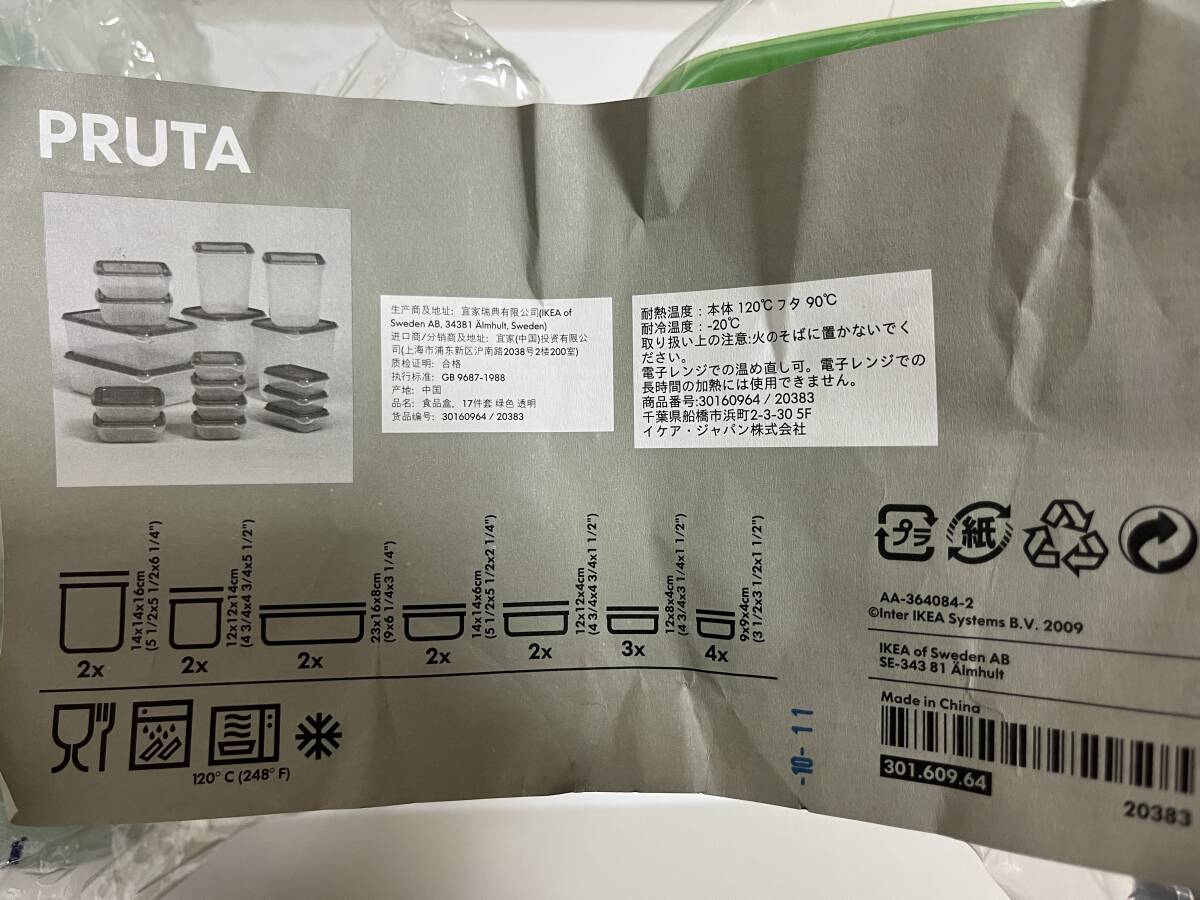 PRUTA
生产商及地址: 宜家瑞典有限公司(IKEA of
Sweden AB, 34381 Älmhult, Sweden)
进口商/分销商及地址: 宜家(中国)投资有限公
司(上海市浦东新区沪南路2038号2楼200室)
质检证明: 合格
执行标准: GB 9687-1988
产地: 中国
品名: 食品盒, 17件套 绿色 透明
货品编号: 30160964 / 20383
耐熱温度:本体 120℃ フタ 90℃
耐冷温度:-20℃
取り扱い上の注意:火のそばに置かないでく
ださい。
電子レンジでの温め直し可。電子レンジでの
長時間の加熱には使用できません。
商品番号:30160964 / 20383
千葉県船橋市浜町2-3-30 5F
イケア・ジャパン株式会社
14x14x16cm
(5 1/2x5 1/2x6 1/4")
2x
12x12x14cm
(4 3/4x4 3/4x5 1/2")
2x
23x16x8cm
(9x6 1/4x3 1/4")
2x
14x14x6cm
(5 1/2x5 1/2x2 1/4")
2x
12x12x4cm
(4 3/4x4 3/4x1 1/2")
2x
12x8x4cm
(4 3/4x3 1/4x1 1/2")
3x
9x9x4cm
(3 1/2x3 1/2x1 1/2")
4x
120° C (248° F)
-10- 11
プラ
紙
AA-364084-2
©Inter IKEA Systems B.V. 2009
IKEA of Sweden AB
SE-343 81 Älmhult
Made in China
301.609.64
20383